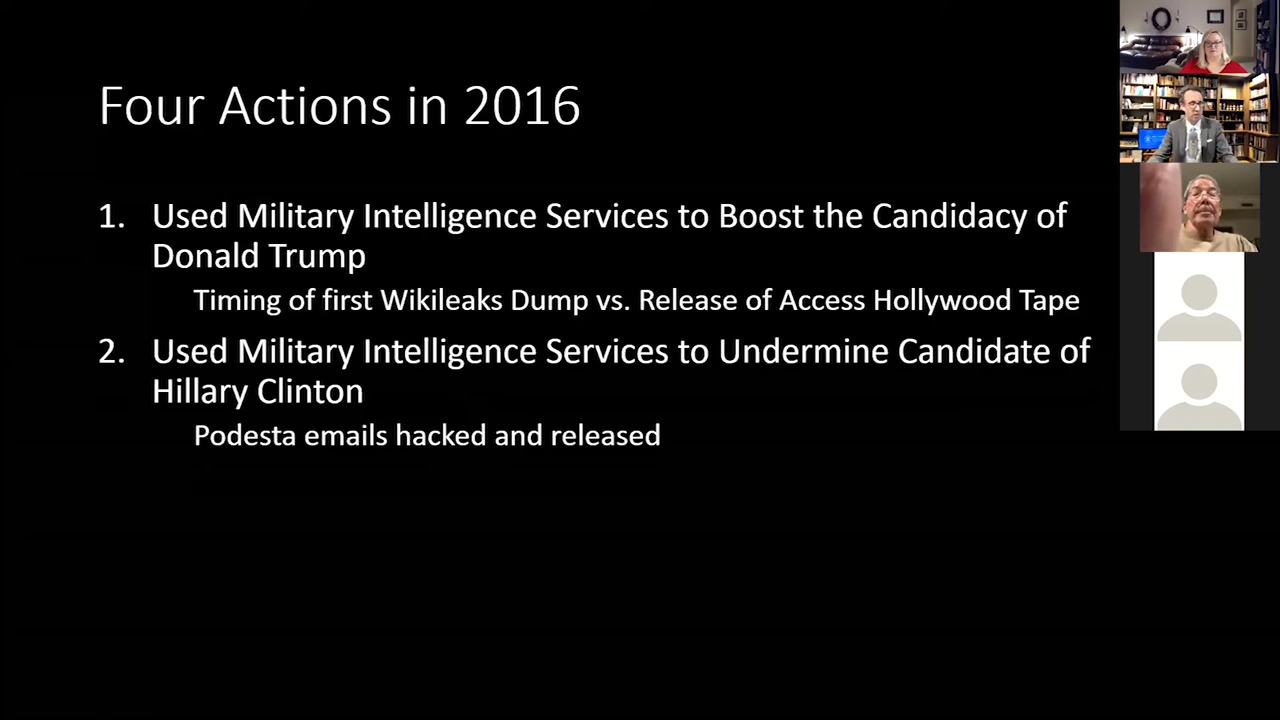 Four Actions in 2016
1. Used Military Intelligence Services to Boost the Candidacy of
Donald Trump
Timing of first Wikileaks Dump vs. Release of Access Hollywood Tape
2. Used Military Intelligence Services to Undermine Candidate of
Hillary Clinton
Podesta emails hacked and released